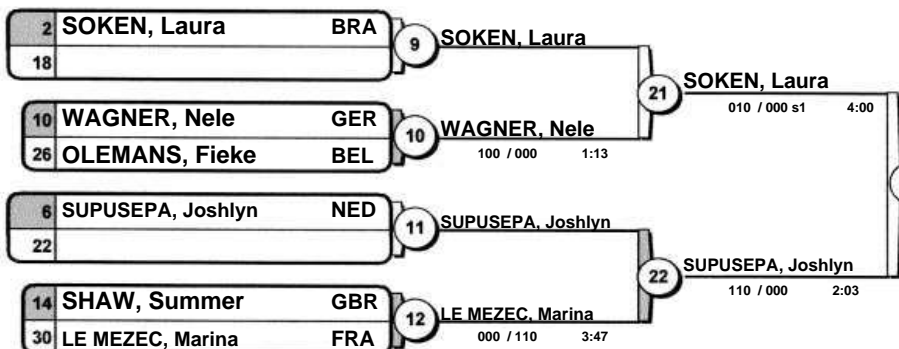 2 SOKEN, Laura BRA
18
9 SOKEN, Laura
10 WAGNER, Nele GER
26 OLEMANS, Fieke BEL
10 WAGNER, Nele
100 / 000 1:13
21 SOKEN, Laura
010 / 000 s1 4:00
6 SUPUSEPA, Joshlyn NED
22
11 SUPUSEPA, Joshlyn
14 SHAW, Summer GBR
30 LE MEZEC, Marina FRA
12 LE MEZEC, Marina
000 / 110 3:47
22 SUPUSEPA, Joshlyn
110 / 000 2:03